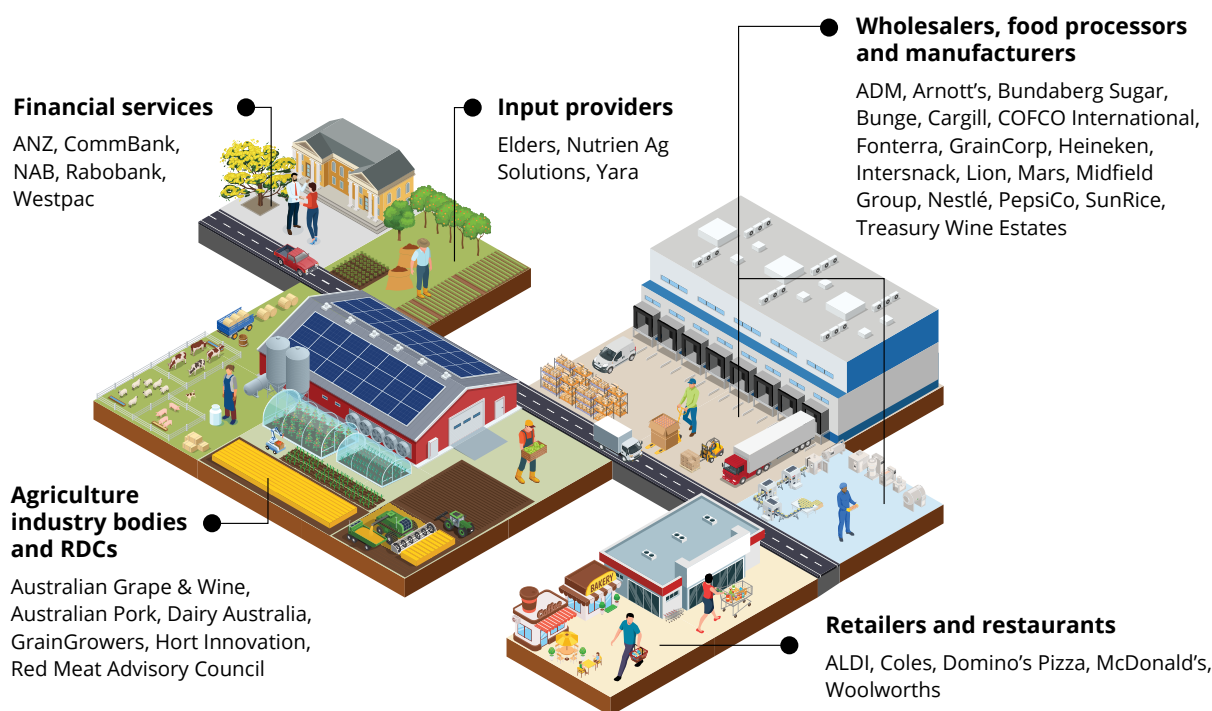 Financial services
ANZ, CommBank,
NAB, Rabobank,
Westpac
Input providers
Elders, Nutrien Ag
Solutions, Yara
Wholesalers, food processors
and manufacturers
ADM, Arnott’s, Bundaberg Sugar,
Bunge, Cargill, COFCO International,
Fonterra, GrainCorp, Heineken,
Intersnack, Lion, Mars, Midfield
Group, Nestlé, PepsiCo, SunRice,
Treasury Wine Estates
Agriculture
industry bodies
and RDCs
Australian Grape & Wine,
Australian Pork, Dairy Australia,
GrainGrowers, Hort Innovation,
Red Meat Advisory Council
BAKERY
Coffee
Retailers and restaurants
ALDI, Coles, Domino’s Pizza, McDonald’s,
Woolworths